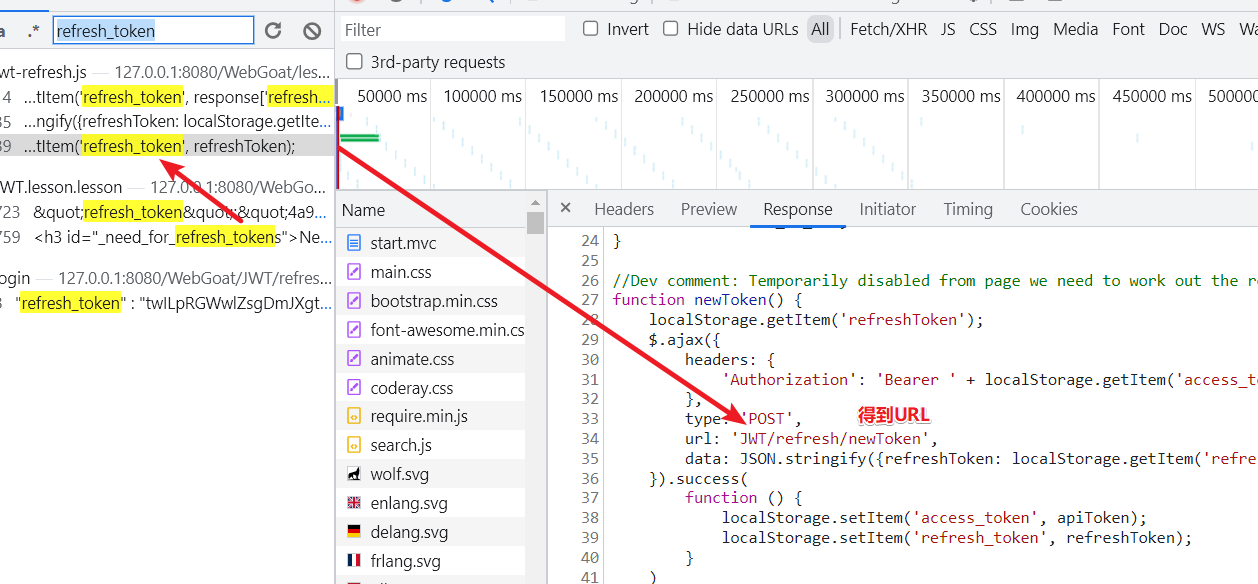 a .* refresh_token
Filter Invert Hide data URLs All Fetch/XHR JS CSS Img Media Font Doc WS
3rd-party requests
50000 ms 100000 ms 150000 ms 200000 ms 250000 ms 300000 ms 350000 ms 400000 ms 450000 ms
wt-refresh.js — 127.0.0.1:8080/WebGoat/les...
4 ...tItem('refresh_token', response['refresh...
35 ...ngify({refreshToken: localStorage.getIte...
39 ...tItem('refresh_token', refreshToken);
WT.lesson.lesson — 127.0.0.1:8080/WebGo...
723 &quot;refresh_token&quot;:&quot;4a9...
759 <h3 id="_need_for_refresh_tokens">Ne...
ogin — 127.0.0.1:8080/WebGoat/JWT/refres...
3 "refresh_token" : "twILpRGWwlZsgDmJXgt...
Name
start.mvc
main.css
bootstrap.min.css
font-awesome.min.cs
animate.css
coderay.css
require.min.js
search.js
wolf.svg
enlang.svg
delang.svg
frlang.svg
× Headers Preview Response Initiator Timing Cookies
24 }
25
26 //Dev comment: Temporarily disabled from page we need to work out the r
27 function newToken() {
28 localStorage.getItem('refreshToken');
29 $.ajax({
30 headers: {
31 'Authorization': 'Bearer ' + localStorage.getItem('access_t
32 },
33 type: 'POST', 得到URL
34 url: 'JWT/refresh/newToken',
35 data: JSON.stringify({refreshToken: localStorage.getItem('refre
36 }).success(
37 function () {
38 localStorage.setItem('access_token', apiToken);
39 localStorage.setItem('refresh_token', refreshToken);
40 }
41 )